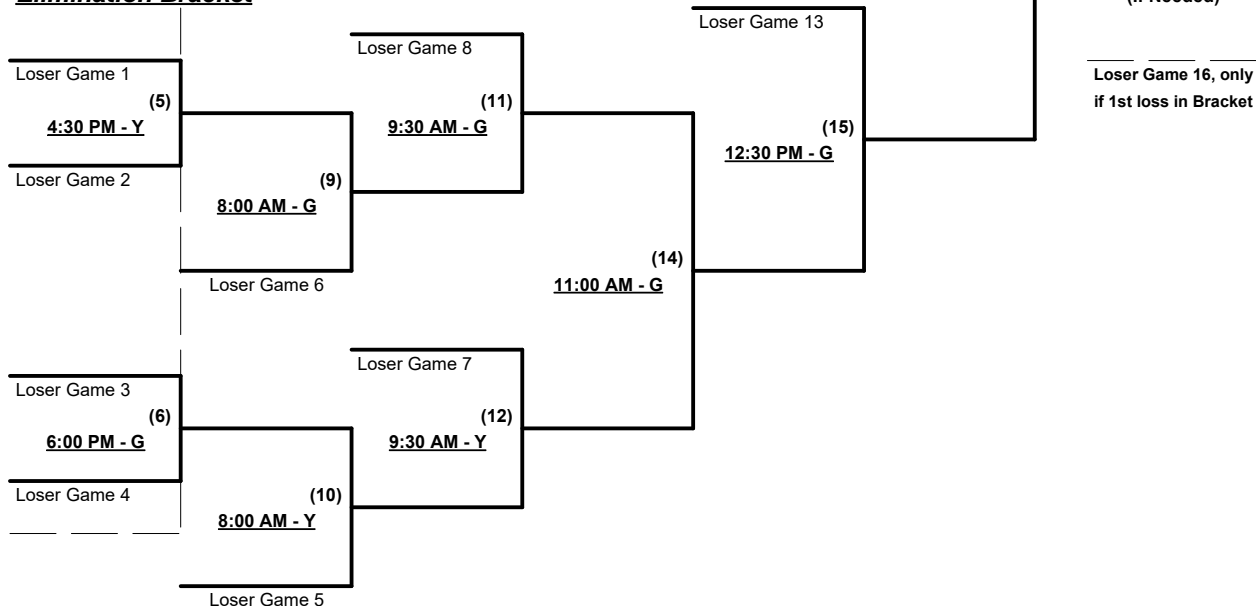 Elimination Bracket
(If Needed)
Loser Game 13
Loser Game 8
Loser Game 1
Loser Game 16, only
if 1st loss in Bracket
(5)
4:30 PM - Y
(11)
9:30 AM - G
(15)
12:30 PM - G
Loser Game 2
(9)
8:00 AM - G
(14)
11:00 AM - G
Loser Game 6
Loser Game 7
Loser Game 3
(6)
6:00 PM - G
(12)
9:30 AM - Y
Loser Game 4
(10)
8:00 AM - Y
Loser Game 5